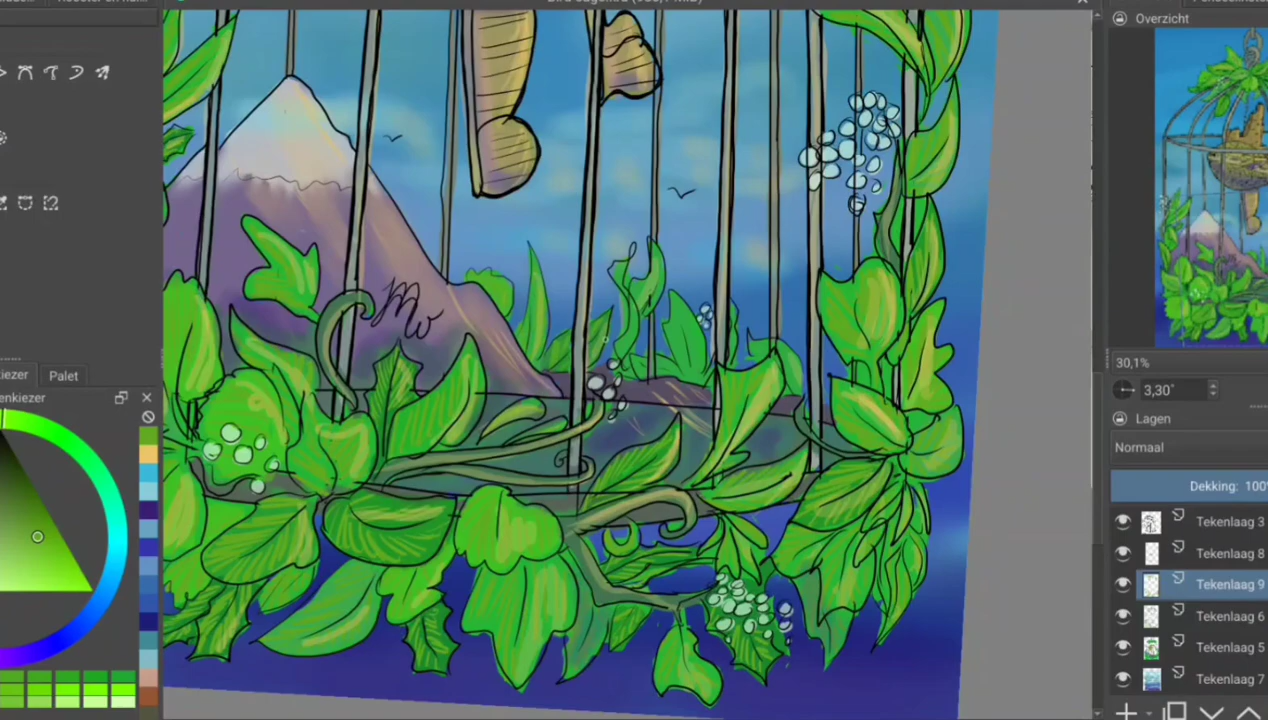 Overzicht
30,1%
3,30°
Palet
Lagen
Normaal
Dekking: 100%
Tekenlaag 3
Tekenlaag 8
Tekenlaag 9
Tekenlaag 6
Tekenlaag 5
Tekenlaag 7